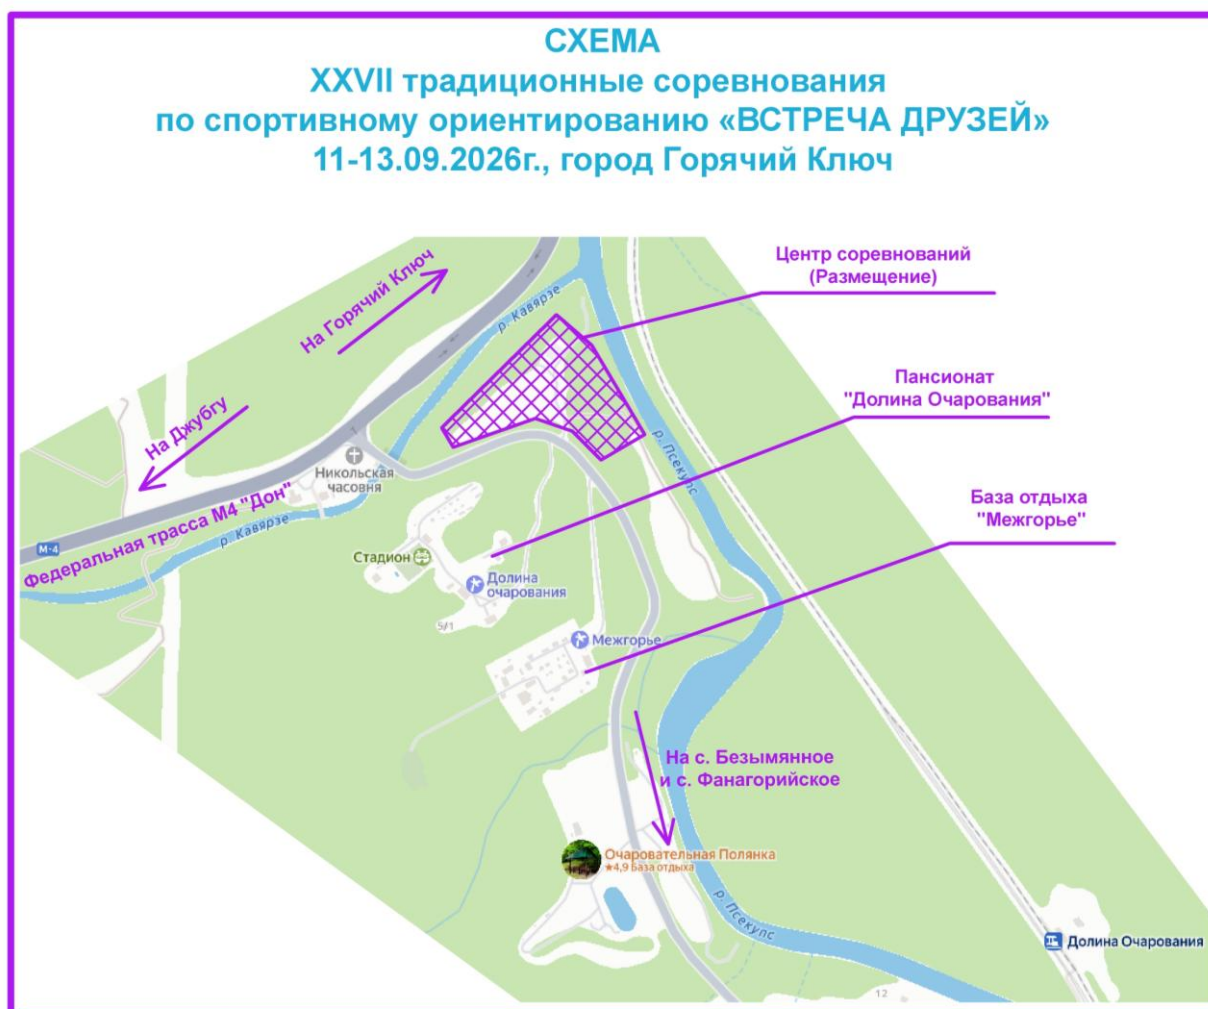 СХЕМА
XXVII традиционные соревнования
по спортивному ориентированию «ВСТРЕЧА ДРУЗЕЙ»
11-13.09.2026г., город Горячий Ключ
Центр соревнований
(Размещение)
На Горячий Ключ
р. Кавярзе
Пансионат
"Долина Очарования"
На Джубгу
р. Псекупс
Никольская
часовня
База отдыха
"Межгорье"
М-4
Федеральная трасса М4 "Дон"
р. Кавярзе
Стадион
Долина
очарования
9/1
Межгорье
На с. Безымянное
и с. Фанагорийское
Очаровательная Полянка
★4,9 База отдыха
р. Псекупс
Долина Очарования
12